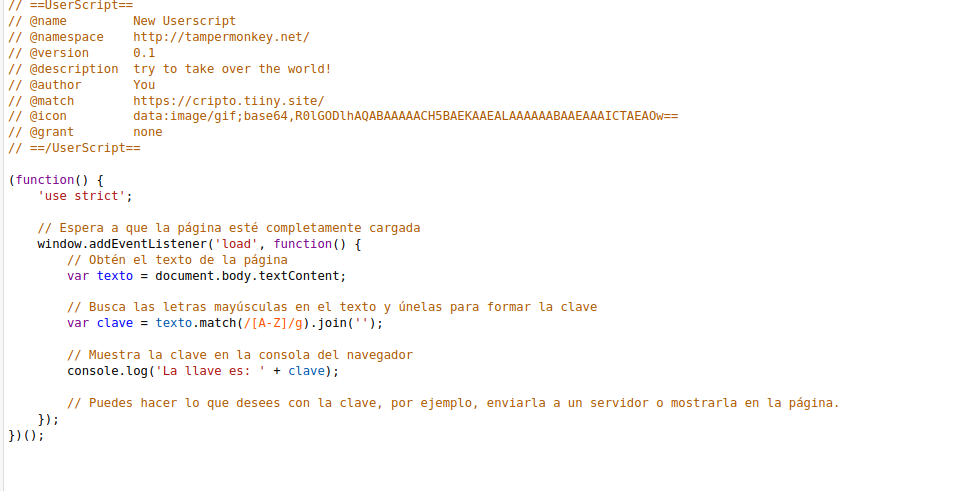 // ==UserScript==
// @name         New Userscript
// @namespace    http://tampermonkey.net/
// @version      0.1
// @description  try to take over the world!
// @author       You
// @match        https://cripto.tiiny.site/
// @icon         data:image/gif;base64,R0lGODlhAQABAAAAACH5BAEKAAEALAAAAAABAAEAAAICTAEAOw==
// @grant        none
// ==/UserScript==

(function() {
    'use strict';

    // Espera a que la página esté completamente cargada
    window.addEventListener('load', function() {
        // Obtén el texto de la página
        var texto = document.body.textContent;

        // Busca las letras mayúsculas en el texto y únelas para formar la clave
        var clave = texto.match(/[A-Z]/g).join('');

        // Muestra la clave en la consola del navegador
        console.log('La llave es: ' + clave);

        // Puedes hacer lo que desees con la clave, por ejemplo, enviarla a un servidor o mostrarla en la página.
    });
})();